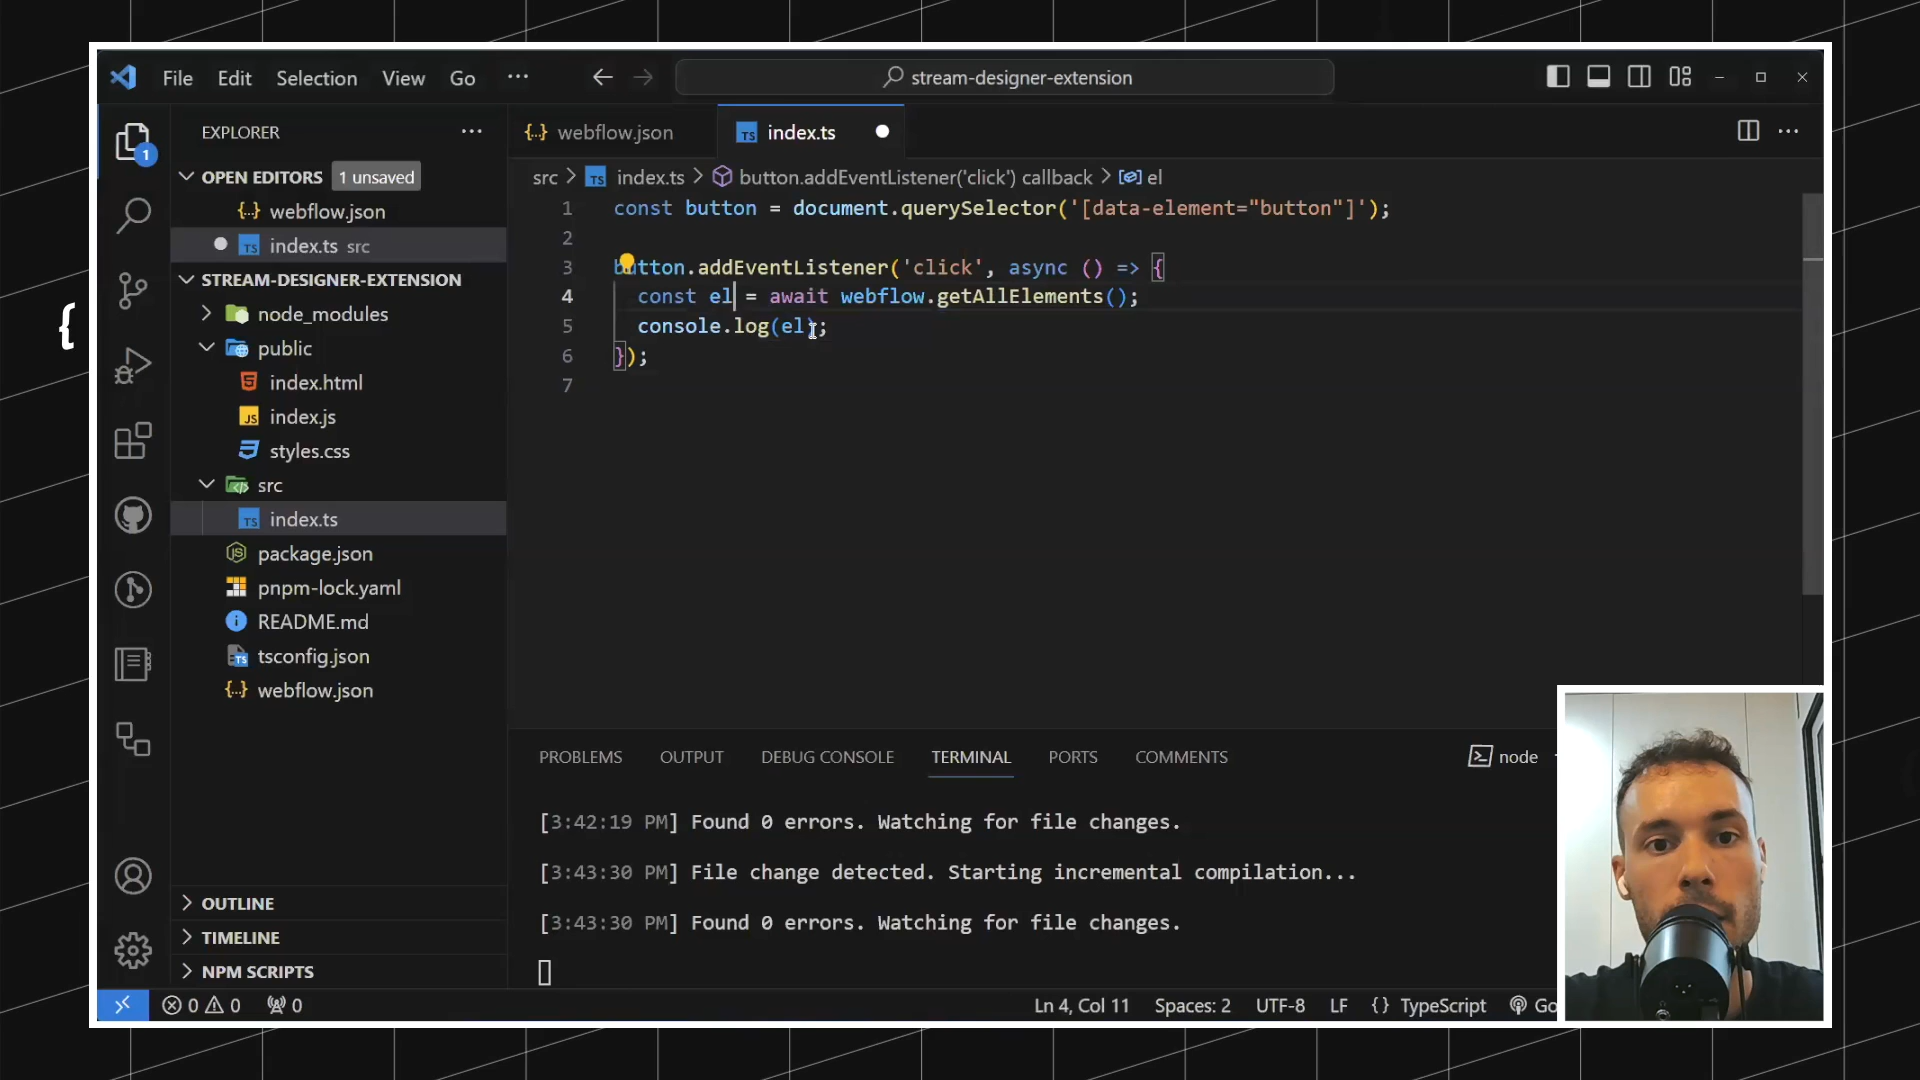 File Edit Selection View Go ··· stream-designer-extension
EXPLORER ···
OPEN EDITORS 1 unsaved
{..} webflow.json
TS index.ts src
STREAM-DESIGNER-EXTENSION
node_modules
public
index.html
JS index.js
styles.css
src
TS index.ts
package.json
pnpm-lock.yaml
README.md
tsconfig.json
{..} webflow.json
OUTLINE
TIMELINE
NPM SCRIPTS
1
{
{..} webflow.json TS index.ts
src > TS index.ts > button.addEventListener('click') callback > el
1 const button = document.querySelector('[data-element="button"]');
2
3 button.addEventListener('click', async () => {
4 const el = await webflow.getAllElements();
5 console.log(el);
6 });
7
PROBLEMS OUTPUT DEBUG CONSOLE TERMINAL PORTS COMMENTS node
[3:42:19 PM] Found 0 errors. Watching for file changes.
[3:43:30 PM] File change detected. Starting incremental compilation...
[3:43:30 PM] Found 0 errors. Watching for file changes.
0 0 0 Ln 4, Col 11 Spaces: 2 UTF-8 LF {} TypeScript Go